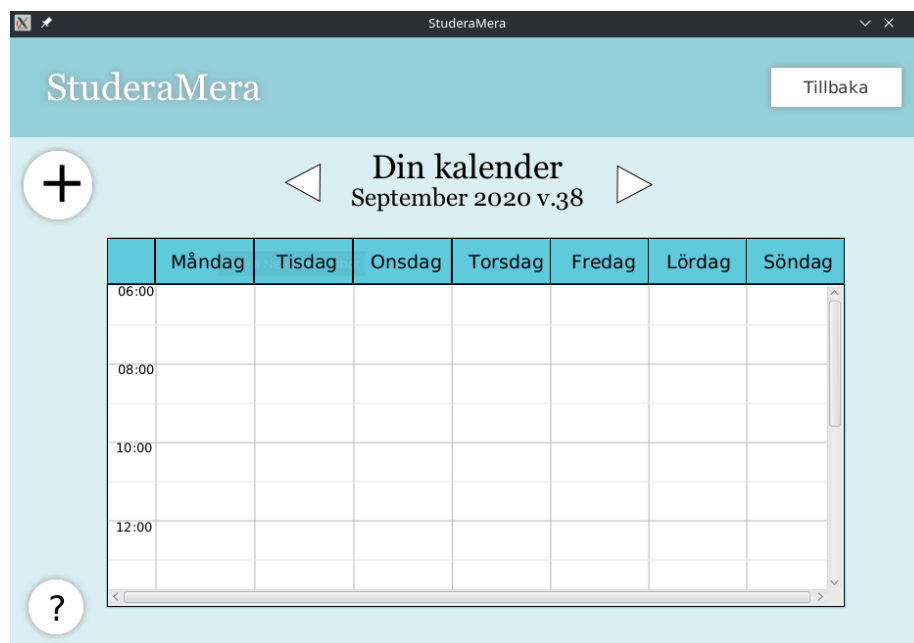 StuderaMera
StuderaMera
Tillbaka
+
Din kalender
September 2020 v.38
Måndag Tisdag Onsdag Torsdag Fredag Lördag Söndag
06:00
08:00
10:00
12:00
?